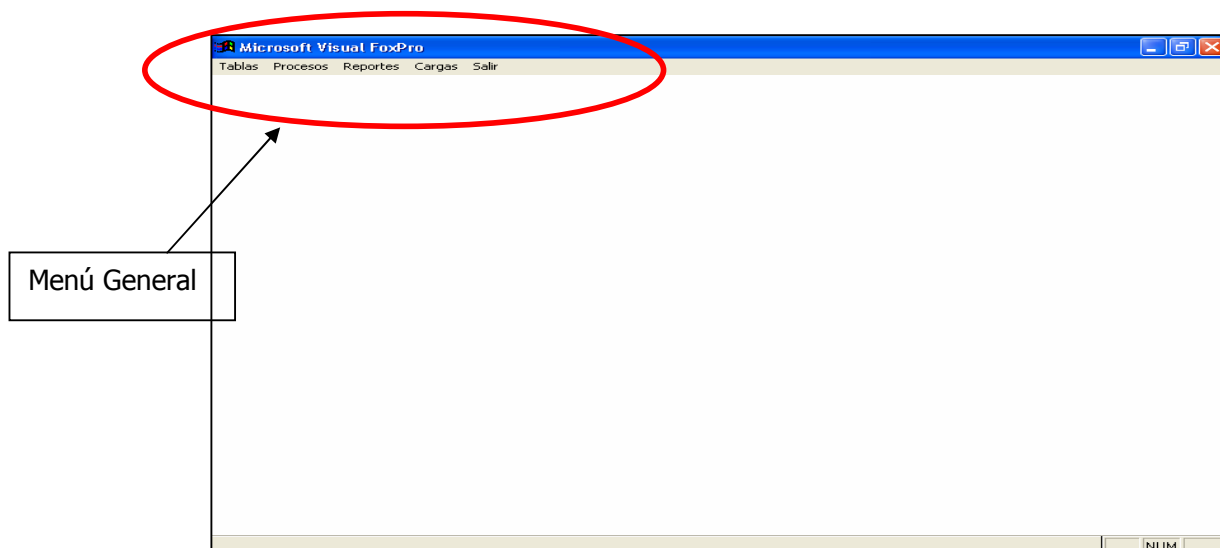 Microsoft Visual FoxPro
Tablas Procesos Reportes Cargas Salir
Menú General
NUM